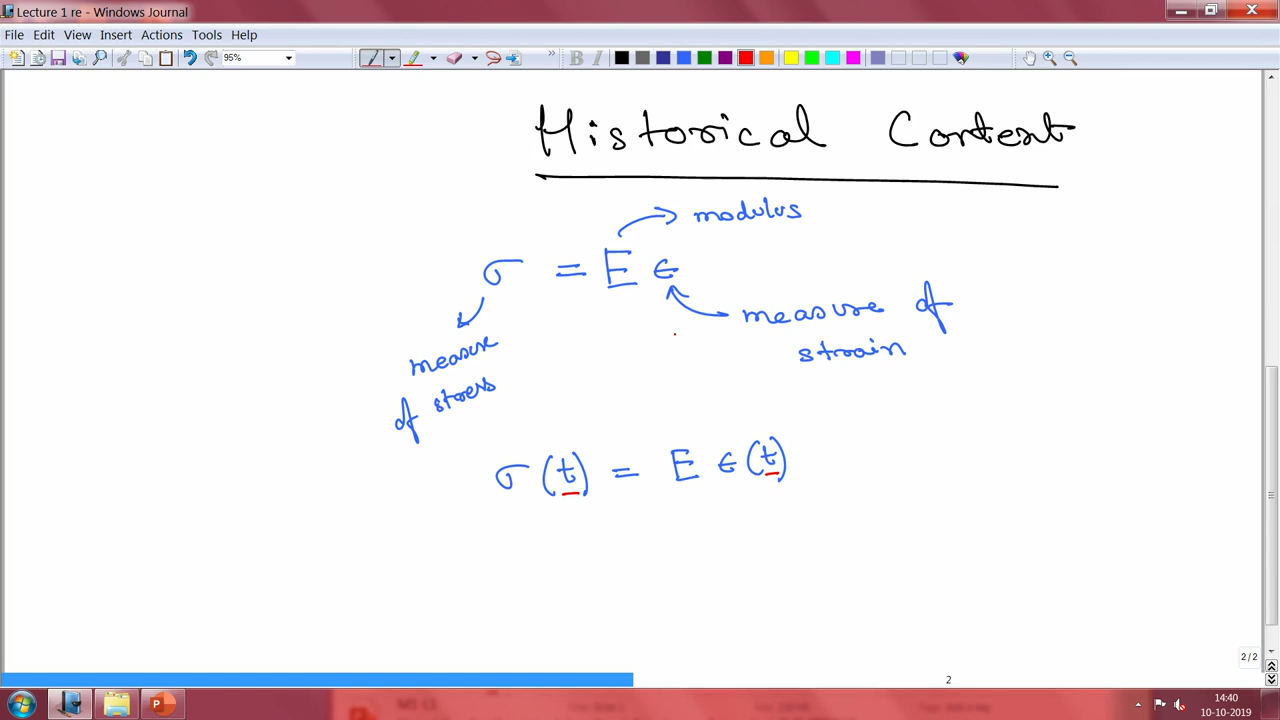 Lecture 1 re - Windows Journal
File Edit View Insert Actions Tools Help
95%
Historical Content
modulus
σ = E ϵ
measure of
strain
measure
of stress
σ(t) = E ϵ(t)
2/2
2
14:40
10-10-2019